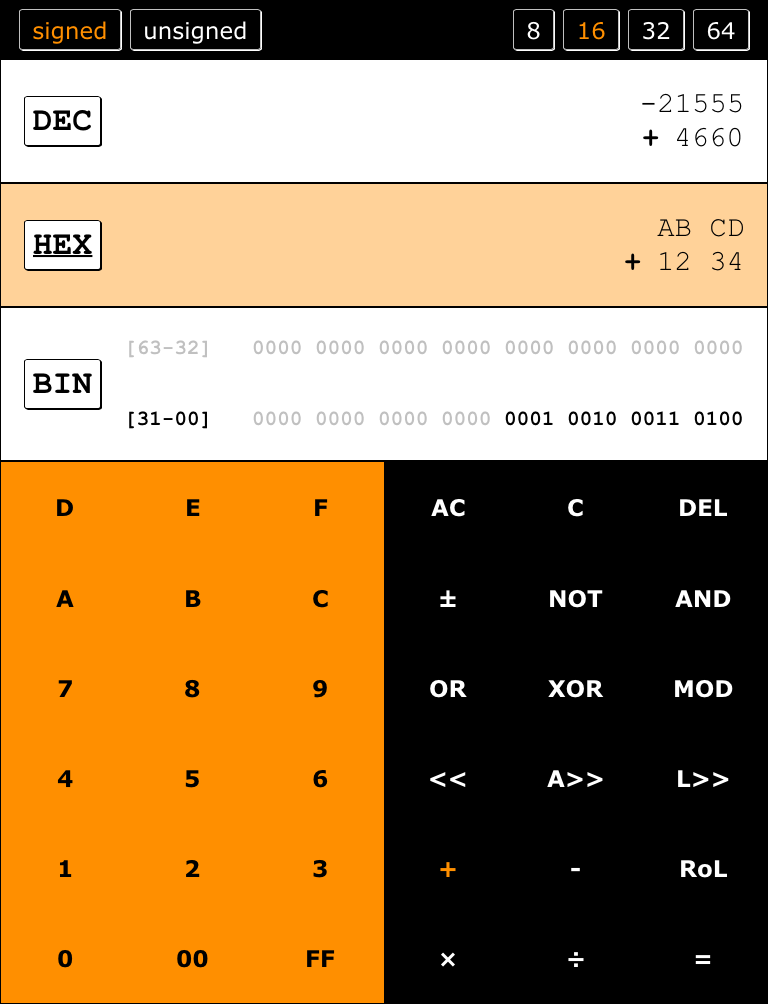 signed unsigned 8 16 32 64
-21555
DEC + 4660
AB CD
HEX + 12 34
[63-32] 0000 0000 0000 0000 0000 0000 0000 0000
BIN
[31-00] 0000 0000 0000 0000 0001 0010 0011 0100
D E F AC C DEL
A B C ± NOT AND
7 8 9 OR XOR MOD
4 5 6 << A>> L>>
1 2 3 + - RoL
0 00 FF × ÷ =